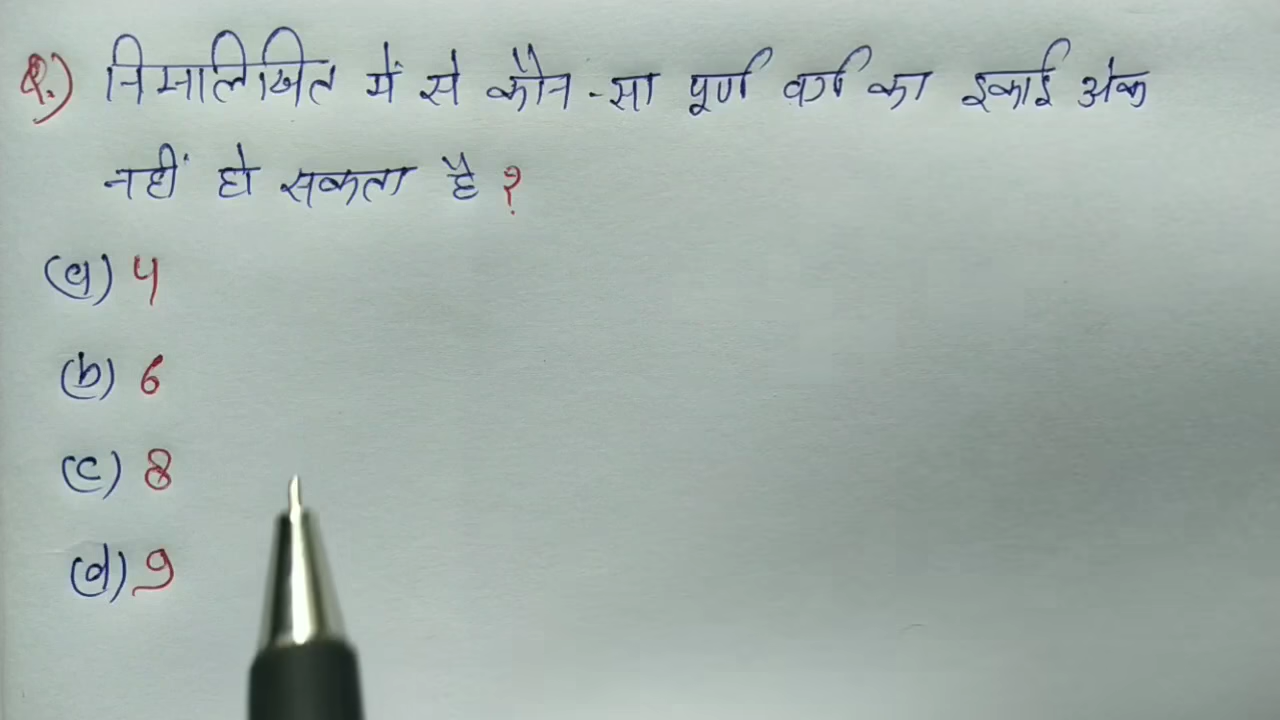 Q.) निम्नलिखित में से कौन-सा पूर्ण वर्ग का इकाई अंक
नहीं हो सकता है ?
(a) 4
(b) 6
(c) 8
(d) 9